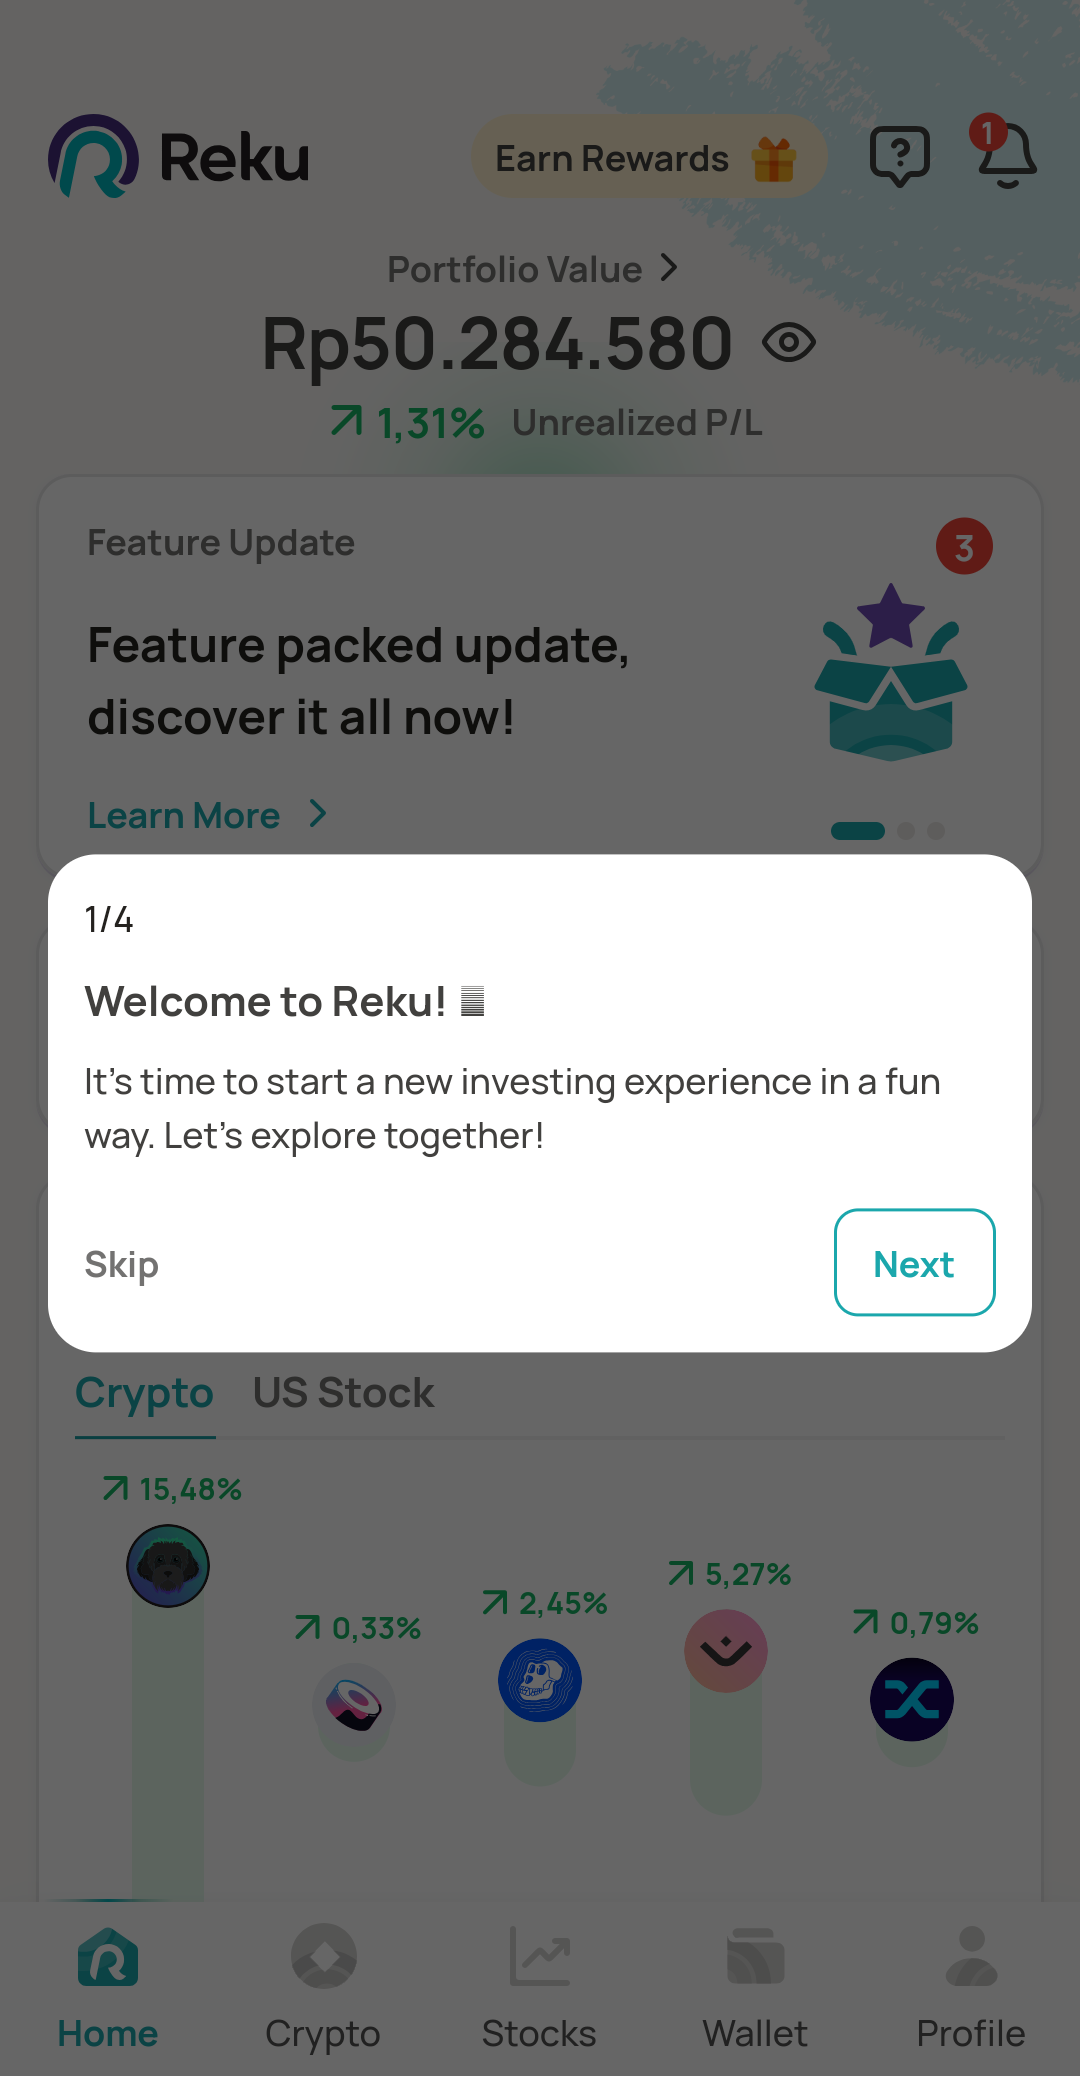 Reku
Earn Rewards
1
Portfolio Value
Rp50.284.580
1,31% Unrealized P/L
Feature Update
3
Feature packed update,
discover it all now!
Learn More
1/4
Welcome to Reku!
It's time to start a new investing experience in a fun
way. Let's explore together!
Skip
Next
Crypto
US Stock
15,48%
0,33%
2,45%
5,27%
0,79%
Home
Crypto
Stocks
Wallet
Profile